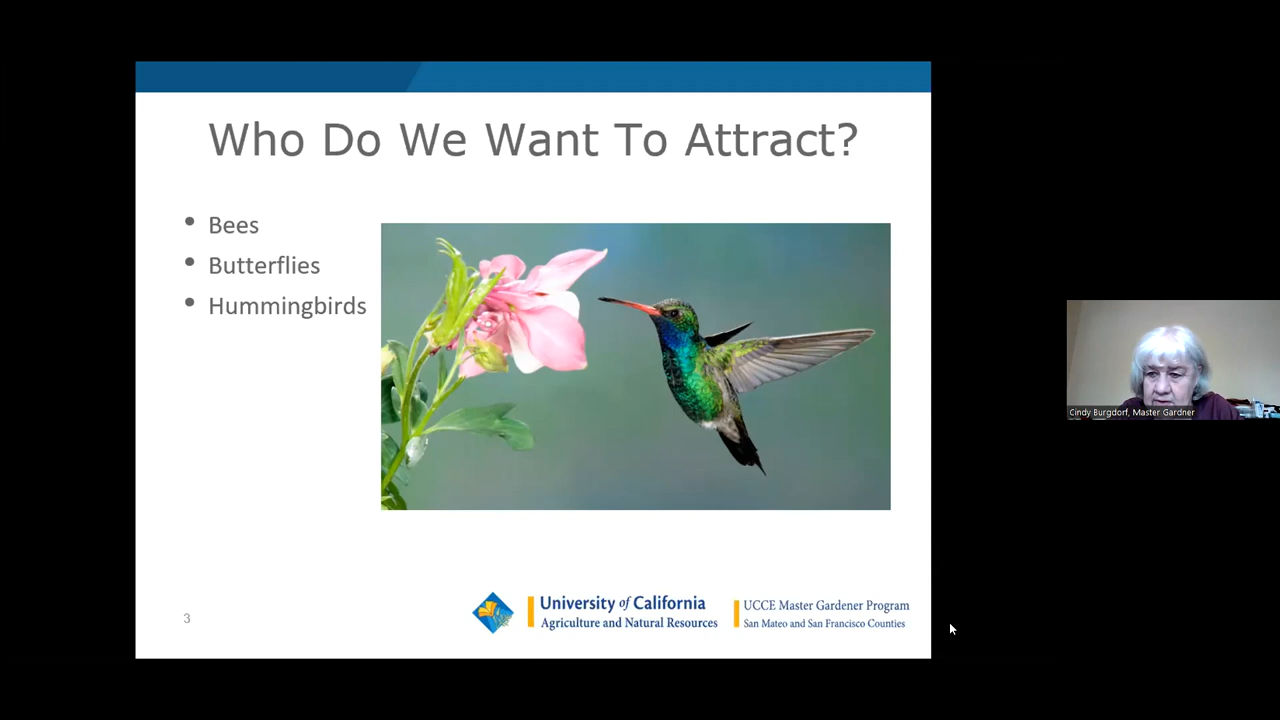 Who Do We Want To Attract?
• Bees
• Butterflies
• Hummingbirds
Cindy Burgdorf, Master Gardner
3
University of California
Agriculture and Natural Resources
UCCE Master Gardener Program
San Mateo and San Francisco Counties